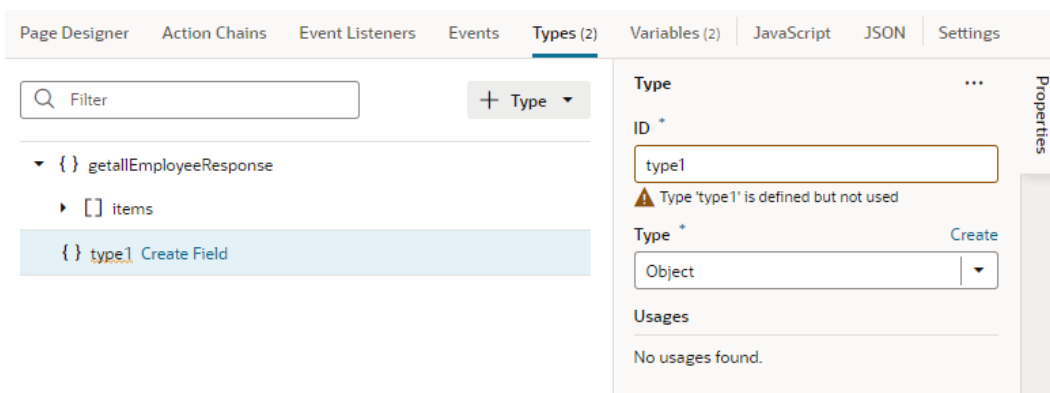 Page Designer Action Chains Event Listeners Events Types (2) Variables (2) JavaScript JSON Settings
Filter
+ Type
Type
...
Properties
ID *
type1
Type 'type1' is defined but not used
{ } getallEmployeeResponse
[ ] items
{ } type1 Create Field
Type * Create
Object
Usages
No usages found.